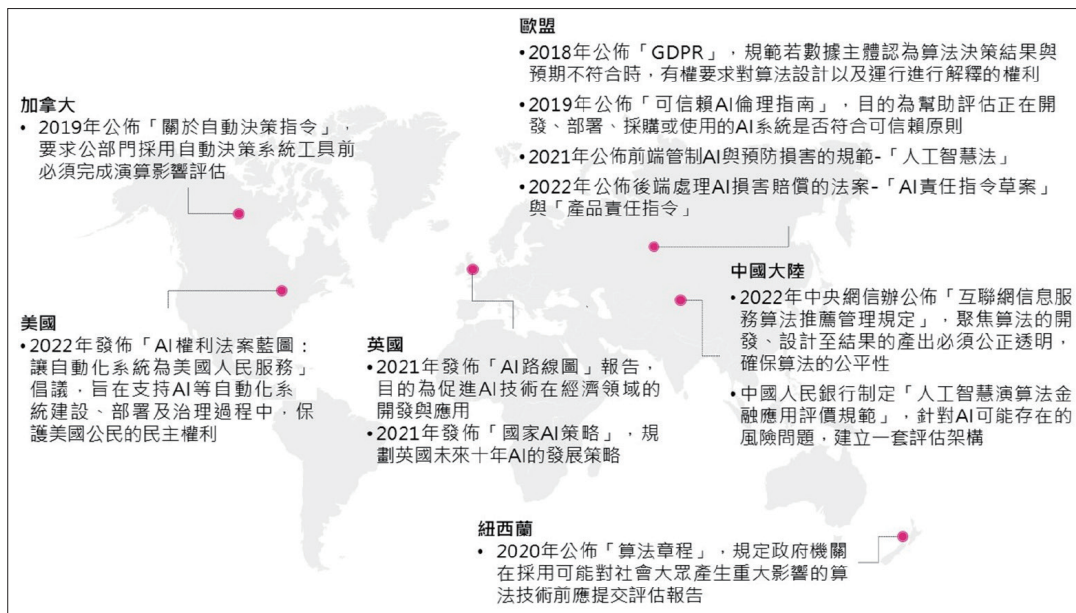 歐盟
•2018年公佈「GDPR」，規範若數據主體認為算法決策結果與
預期不符合時，有權要求對算法設計以及運行進行解釋的權利
•2019年公佈「可信賴AI倫理指南」，目的為幫助評估正在開
發、部署、採購或使用的AI系統是否符合可信賴原則
•2021年公佈前端管制AI與預防損害的規範-「人工智慧法」
•2022年公佈後端處理AI損害賠償的法案-「AI責任指令草案」
與「產品責任指令」
加拿大
• 2019年公佈「關於自動決策指令」，
要求公部門採用自動決策系統工具前
必須完成演算影響評估
美國
•2022年發佈「AI權利法案藍圖：
讓自動化系統為美國人民服務」
倡議，旨在支持AI等自動化系
統建設、部署及治理過程中，保
護美國公民的民主權利
英國
•2021年發佈「AI路線圖」報告，
目的為促進AI技術在經濟領域的
開發與應用
•2021年發佈「國家AI策略」，規
劃英國未來十年AI的發展策略
中國大陸
•2022年中央網信辦公佈「互聯網信息服
務算法推薦管理規定」，聚焦算法的開
發、設計至結果的產出必須公正透明，
確保算法的公平性
•中國人民銀行制定「人工智慧演算法金
融應用評價規範」，針對AI可能存在的
風險問題，建立一套評估架構
紐西蘭
• 2020年公佈「算法章程」，規定政府機關
在採用可能對社會大眾產生重大影響的算
法技術前應提交評估報告